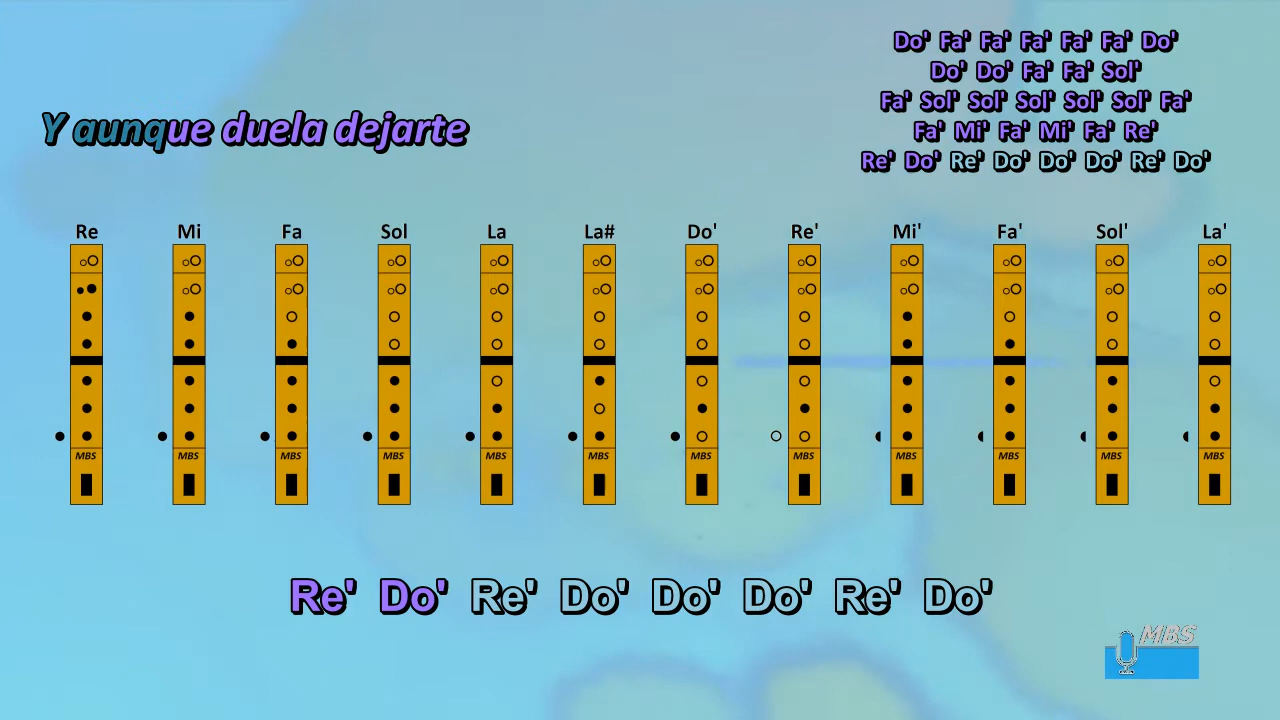 Do' Fa' Fa' Fa' Fa' Fa' Do'
Do' Do' Fa' Fa' Sol'
Fa' Sol' Sol' Sol' Sol' Sol' Fa'
Fa' Mi' Fa' Mi' Fa' Re'
Re' Do' Re' Do' Do' Do' Re' Do'
Y aunque duela dejarte
Re Mi Fa Sol La La# Do' Re' Mi' Fa' Sol' La'
MBS MBS MBS MBS MBS MBS MBS MBS MBS MBS MBS MBS
Re' Do' Re' Do' Do' Do' Re' Do'
MBS